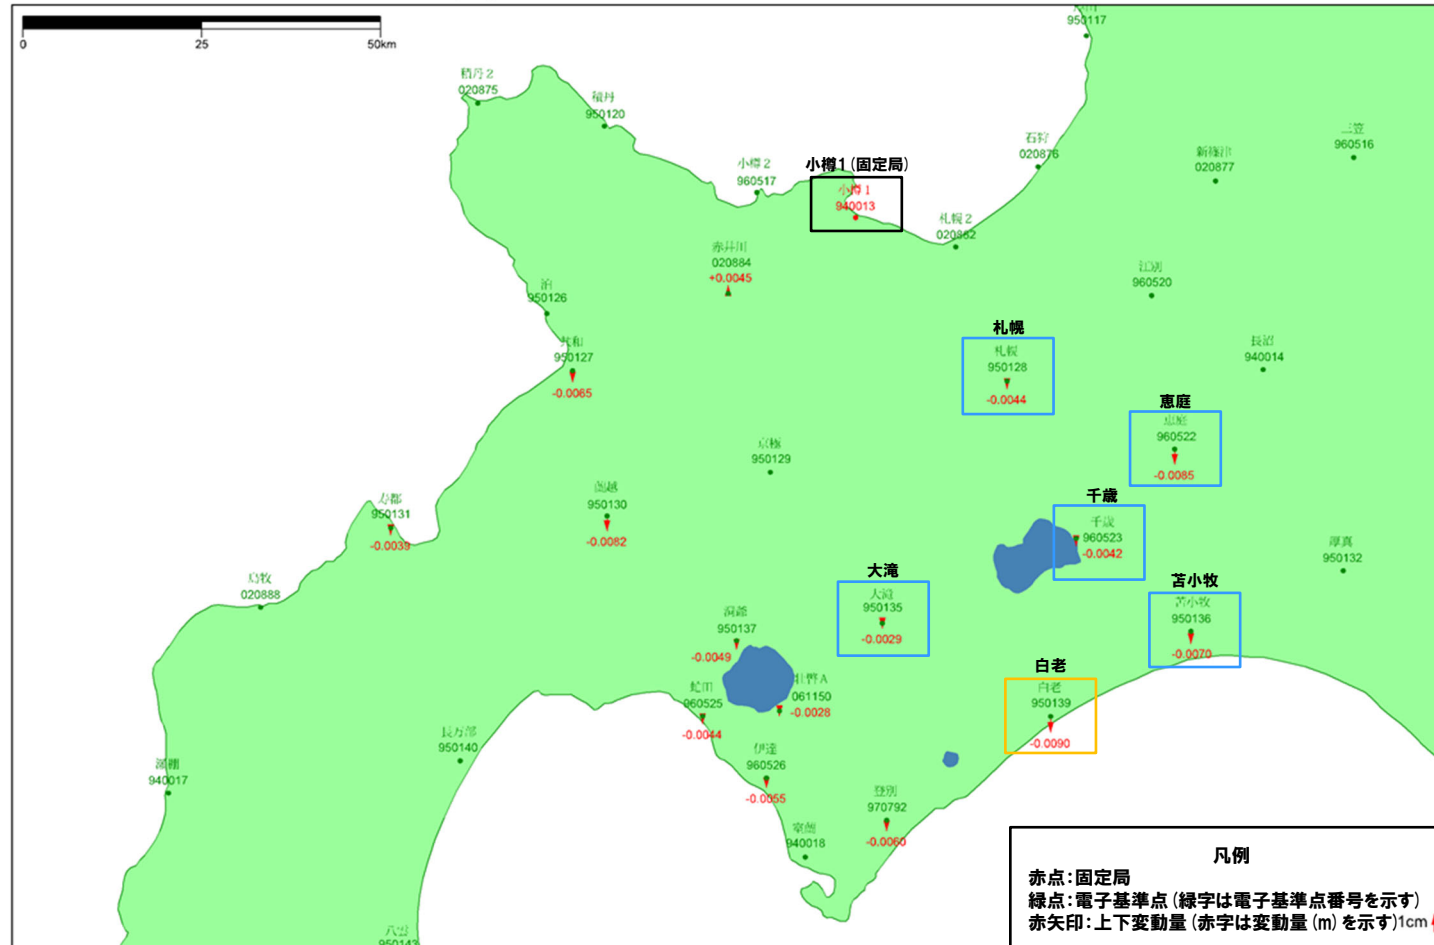 0 25 50km
950117
積丹2
020875
積丹
950120
小樽2
960517
小樽1(固定局)
小樽1
940013
札幌2
020882
石狩
020876
新篠津
020877
三笠
960516
赤井川
020884
+0.0045
江別
960520
泊
950126
共和
950127
-0.0065
札幌
札幌
950128
-0.0044
長沼
940014
恵庭
恵庭
960522
-0.0085
京極
950129
蘭越
950130
-0.0082
寿都
950131
-0.0039
千歳
千歳
960523
-0.0042
厚真
950132
島牧
020888
大滝
大滝
950135
-0.0029
苫小牧
苫小牧
950136
-0.0070
洞爺
950137
-0.0049
壮瞥A
061150
-0.0028
虻田
960525
-0.0044
白老
白老
950139
-0.0090
長万部
950140
瀬棚
940017
伊達
960526
-0.0055
登別
970792
-0.0060
室蘭
940018
八雲
950143
凡例
赤点:固定局
緑点:電子基準点(緑字は電子基準点番号を示す)
赤矢印:上下変動量(赤字は変動量(m)を示す)1cm